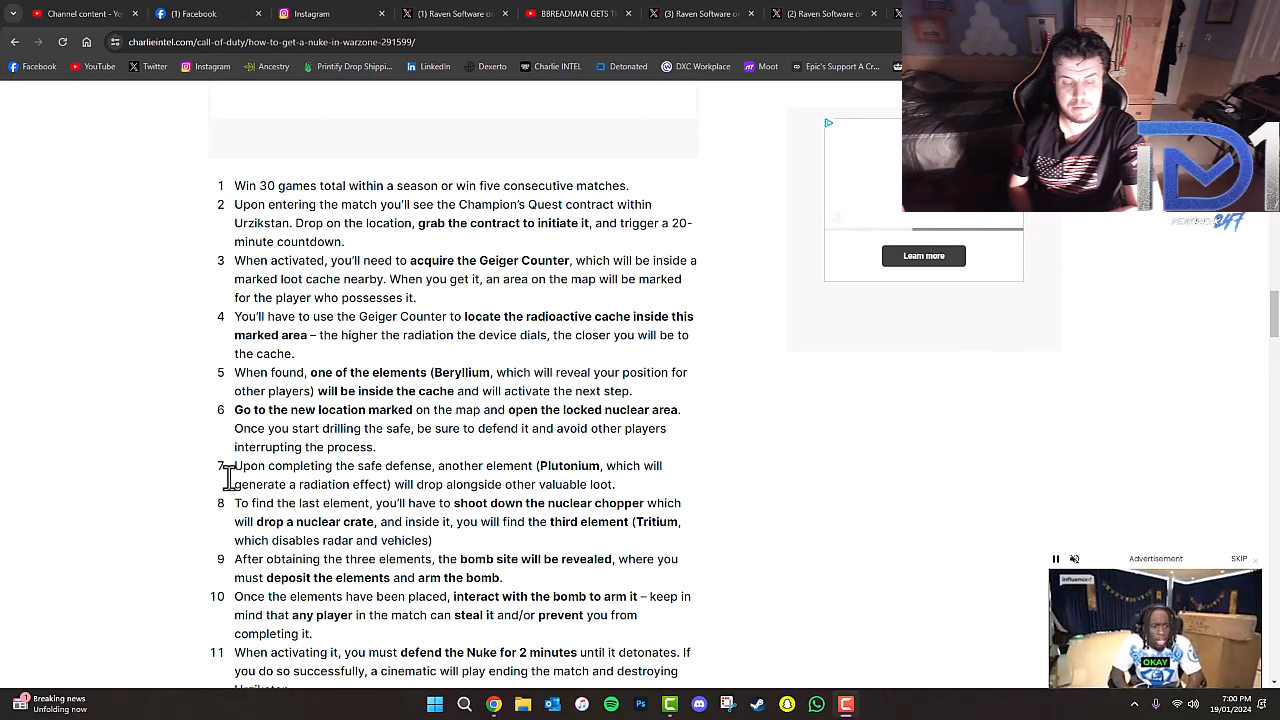 Channel content - YouT
(1) Facebook
Instagram
(1) Raven Software o
BBREADMAN GETS T
(3) Raven Software or
(2) Raven Software on
charlieintel.com/call-of-duty/how-to-get-a-nuke-in-warzone-291599/
Facebook
YouTube
Twitter
Instagram
Ancestry
Printify Drop Shippi...
LinkedIn
Dexerto
Charlie INTEL
Detonated
DXC Workplace
Moot
Epic's Support A Cr...
D1
347
Learn more
1 Win 30 games total within a season or win five consecutive matches.
2 Upon entering the match you'll see the Champion's Quest contract within
Urzikstan. Drop on the location, grab the contract to initiate it, and trigger a 20-
minute countdown.
3 When activated, you'll need to acquire the Geiger Counter, which will be inside a
marked loot cache nearby. When you get it, an area on the map will be marked
for the player who possesses it.
4 You'll have to use the Geiger Counter to locate the radioactive cache inside this
marked area – the higher the radiation the device dials, the closer you will be to
the cache.
5 When found, one of the elements (Beryllium, which will reveal your position for
other players) will be inside the cache and will activate the next step.
6 Go to the new location marked on the map and open the locked nuclear area.
Once you start drilling the safe, be sure to defend it and avoid other players
interrupting the process.
7 Upon completing the safe defense, another element (Plutonium, which will
generate a radiation effect) will drop alongside other valuable loot.
8 To find the last element, you'll have to shoot down the nuclear chopper which
will drop a nuclear crate, and inside it, you will find the third element (Tritium,
which disables radar and vehicles)
9 After obtaining the three elements, the bomb site will be revealed, where you
must deposit the elements and arm the bomb.
10 Once the elements have been placed, interact with the bomb to arm it – keep in
mind that any player in the match can steal it and/or prevent you from
completing it.
11 When activating it, you must defend the Nuke for 2 minutes until it detonates. If
you do so successfully, a cinematic will play ending the match and destroying
Advertisement
SKIP
OKAY
Breaking news
Unfolding now
7:00 PM
19/01/2024